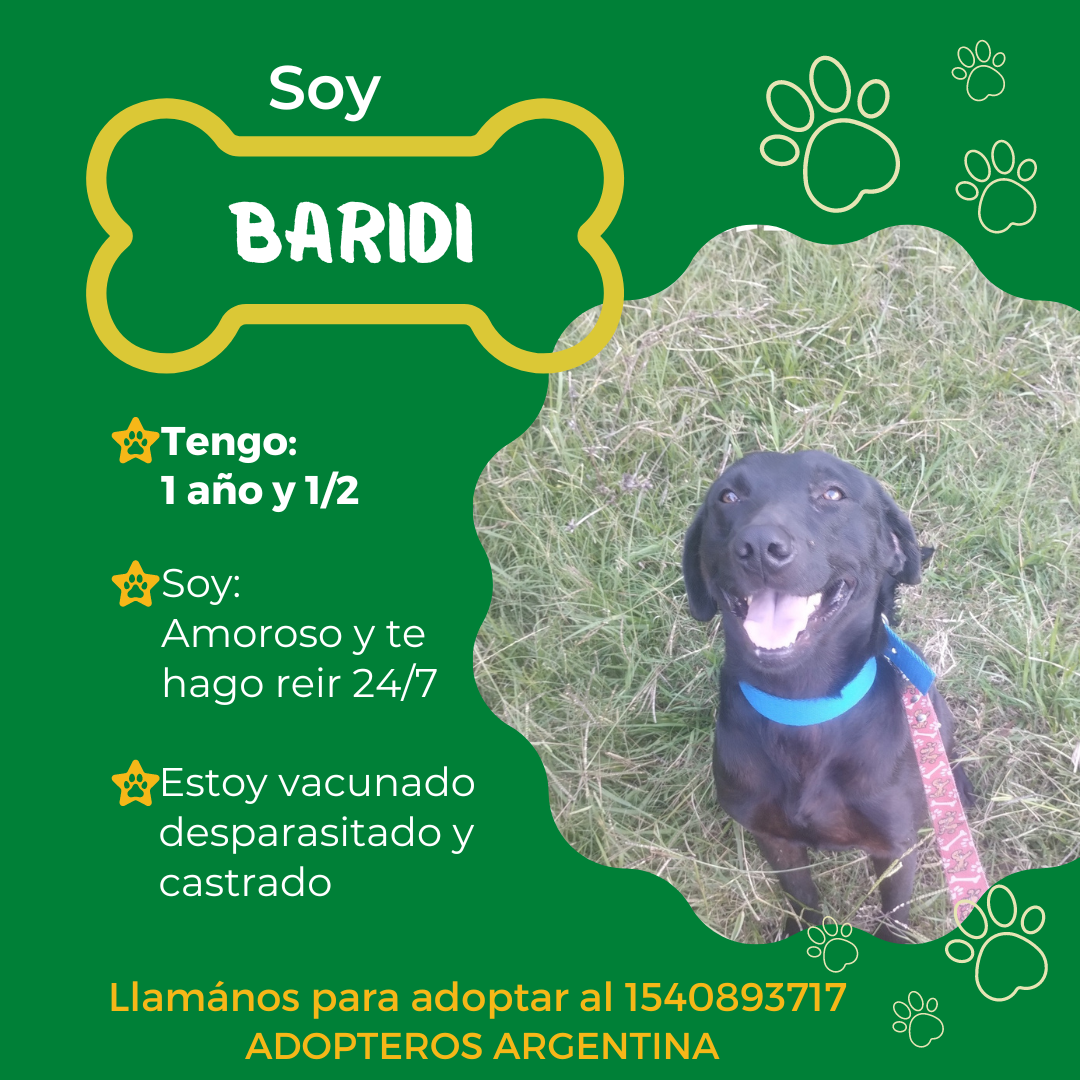 Soy
BARIDI
Tengo:
1 año y 1/2
Soy:
Amoroso y te
hago reir 24/7
Estoy vacunado
desparasitado y
castrado
Llamános para adoptar al 1540893717
ADOPTEROS ARGENTINA